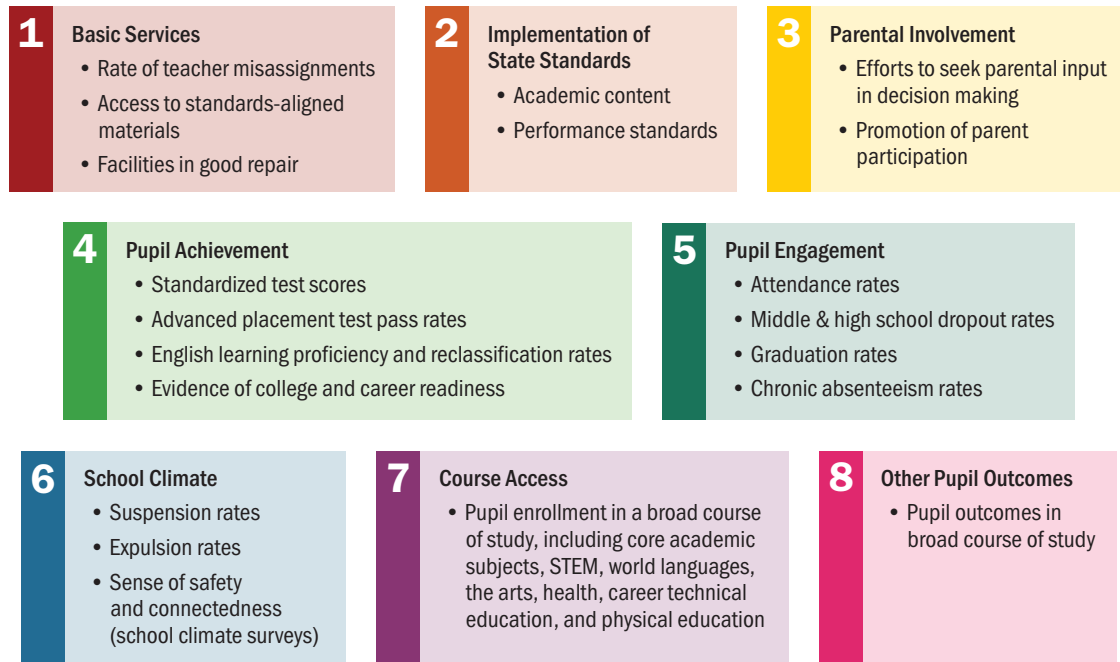 1
Basic Services
• Rate of teacher misassignments
• Access to standards-aligned
materials
• Facilities in good repair
2
Implementation of
State Standards
• Academic content
• Performance standards
3
Parental Involvement
• Efforts to seek parental input
in decision making
• Promotion of parent
participation
4
Pupil Achievement
• Standardized test scores
• Advanced placement test pass rates
• English learning proficiency and reclassification rates
• Evidence of college and career readiness
5
Pupil Engagement
• Attendance rates
• Middle & high school dropout rates
• Graduation rates
• Chronic absenteeism rates
6
School Climate
• Suspension rates
• Expulsion rates
• Sense of safety
and connectedness
(school climate surveys)
7
Course Access
• Pupil enrollment in a broad course
of study, including core academic
subjects, STEM, world languages,
the arts, health, career technical
education, and physical education
8
Other Pupil Outcomes
• Pupil outcomes in
broad course of study